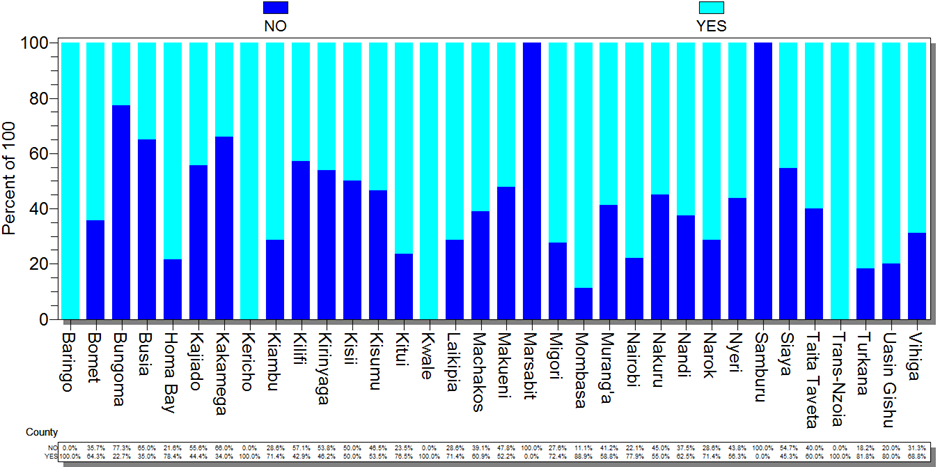 NO YES
Percent of 100
100
80
60
40
20
0
Baringo Bomet Bungoma Busia Homa Bay Kajiado Kakamega Kericho Kiambu Kilifi Kirinyaga Kisii Kisumu Kitui Kwale Laikipia Machakos Makueni Marsabit Migori Mombasa Murang'a Nairobi Nakuru Nandi Narok Nyeri Samburu Siaya Taita Taveta Trans-Nzoia Turkana Uasin Gishu Vihiga
County
NO 0.0% 35.7% 77.3% 65.0% 21.6% 55.6% 66.0% 0.0% 28.6% 57.1% 53.8% 50.0% 46.5% 23.5% 0.0% 28.6% 39.1% 47.8% 100.0% 27.6% 11.1% 41.2% 22.1% 45.0% 37.5% 28.6% 43.8% 100.0% 54.7% 40.0% 0.0% 18.2% 20.0% 31.3%
YES 100.0% 64.3% 22.7% 35.0% 78.4% 44.4% 34.0% 100.0% 71.4% 42.9% 46.2% 50.0% 53.5% 76.5% 100.0% 71.4% 60.9% 52.2% 0.0% 72.4% 88.9% 58.8% 77.9% 55.0% 62.5% 71.4% 56.3% 0.0% 45.3% 60.0% 100.0% 81.8% 80.0% 68.8%